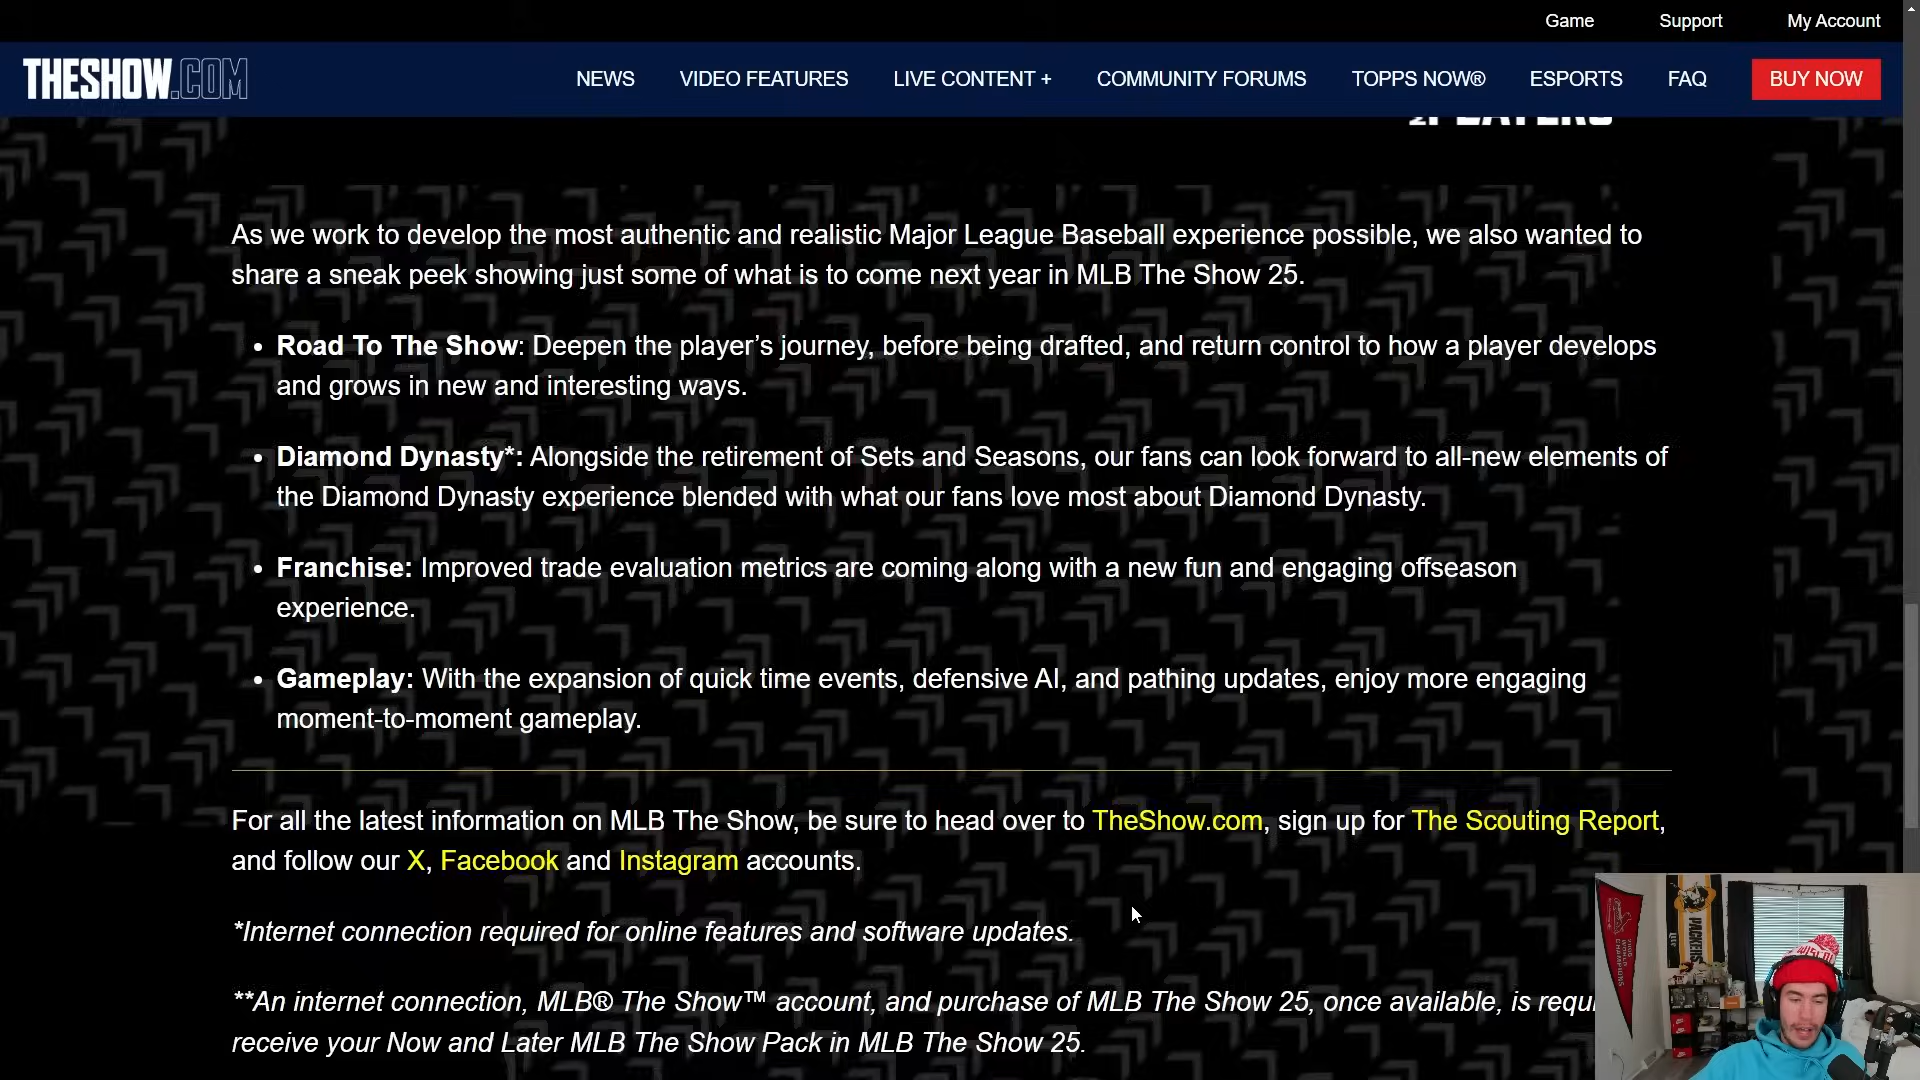 Game Support My Account
THESHOW.COM NEWS VIDEO FEATURES LIVE CONTENT + COMMUNITY FORUMS TOPPS NOW® ESPORTS FAQ BUY NOW
PLAYERS
As we work to develop the most authentic and realistic Major League Baseball experience possible, we also wanted to
share a sneak peek showing just some of what is to come next year in MLB The Show 25.
• Road To The Show: Deepen the player’s journey, before being drafted, and return control to how a player develops
and grows in new and interesting ways.
• Diamond Dynasty*: Alongside the retirement of Sets and Seasons, our fans can look forward to all-new elements of
the Diamond Dynasty experience blended with what our fans love most about Diamond Dynasty.
• Franchise: Improved trade evaluation metrics are coming along with a new fun and engaging offseason
experience.
• Gameplay: With the expansion of quick time events, defensive AI, and pathing updates, enjoy more engaging
moment-to-moment gameplay.
For all the latest information on MLB The Show, be sure to head over to TheShow.com, sign up for The Scouting Report,
and follow our X, Facebook and Instagram accounts.
*Internet connection required for online features and software updates.
**An internet connection, MLB® The Show™ account, and purchase of MLB The Show 25, once available, is requi
receive your Now and Later MLB The Show Pack in MLB The Show 25.
PACKERS